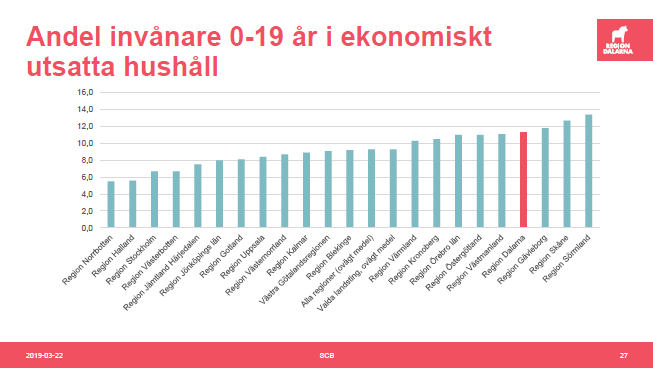 Andel invånare 0-19 år i ekonomiskt
utsatta hushåll
REGION
DALARNA
16,0
14,0
12,0
10,0
8,0
6,0
4,0
2,0
0,0
Region Norrbotten
Region Halland
Region Stockholm
Region Västerbotten
Region Jämtland Härjedalen
Region Jönköpings län
Region Gotland
Region Uppsala
Region Västernorrland
Region Kalmar
Västra Götalandsregionen
Region Blekinge
Alla regioner (ovägt medel)
Valda landsting, ovägt medel
Region Värmland
Region Kronoberg
Region Örebro län
Region Östergötland
Region Västmanland
Region Dalarna
Region Gävleborg
Region Skåne
Region Sörmland
2019-03-22
SCB
27